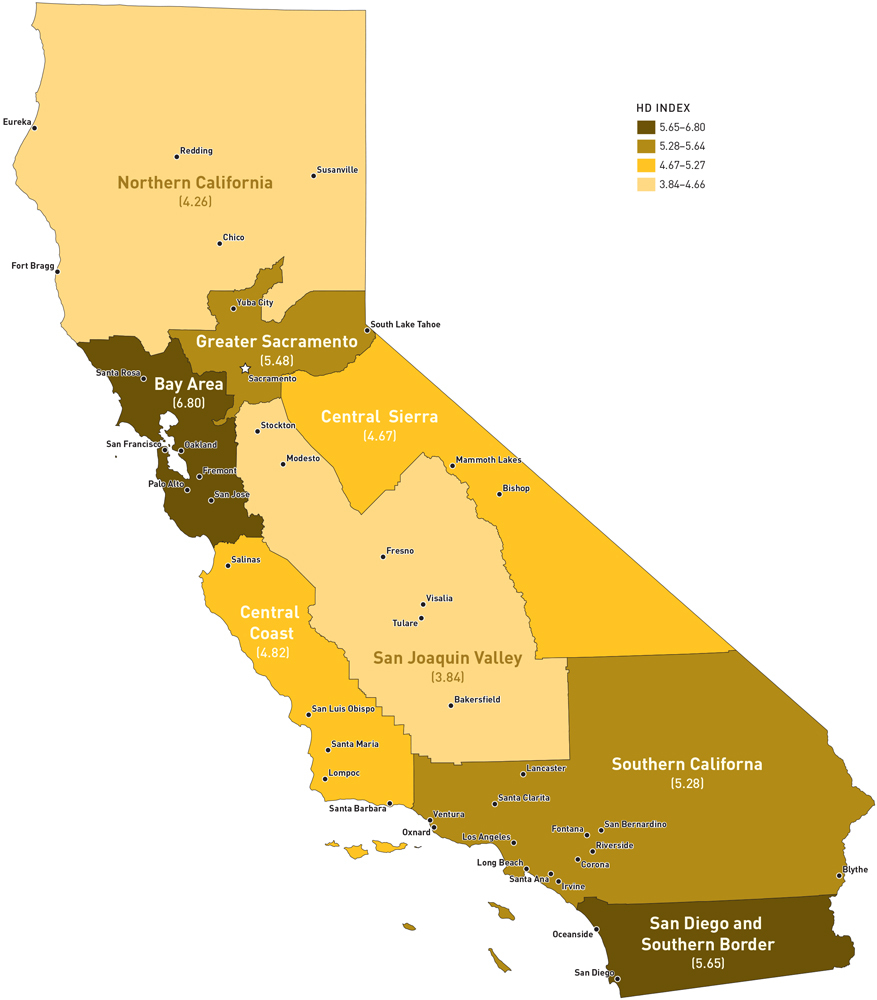 HD INDEX
5.65–6.80
5.28–5.64
4.67–5.27
3.84–4.66
Eureka
Redding
Susanville
Northern California
(4.26)
Chico
Fort Bragg
Yuba City
South Lake Tahoe
Greater Sacramento
(5.48)
Sacramento
Santa Rosa
Bay Area
(6.80)
Central Sierra
(4.67)
Stockton
San Francisco
Oakland
Modesto
Mammoth Lakes
Fremont
Palo Alto
San Jose
Bishop
Fresno
Salinas
Visalia
Tulare
Central
Coast
(4.82)
San Joaquin Valley
(3.84)
Bakersfield
San Luis Obispo
Santa Maria
Lompoc
Santa Barbara
Southern Californa
(5.28)
Lancaster
Santa Clarita
Ventura
Oxnard
Los Angeles
Fontana
San Bernardino
Riverside
Long Beach
Corona
Santa Ana
Irvine
Blythe
San Diego and
Southern Border
(5.65)
Oceanside
San Diego